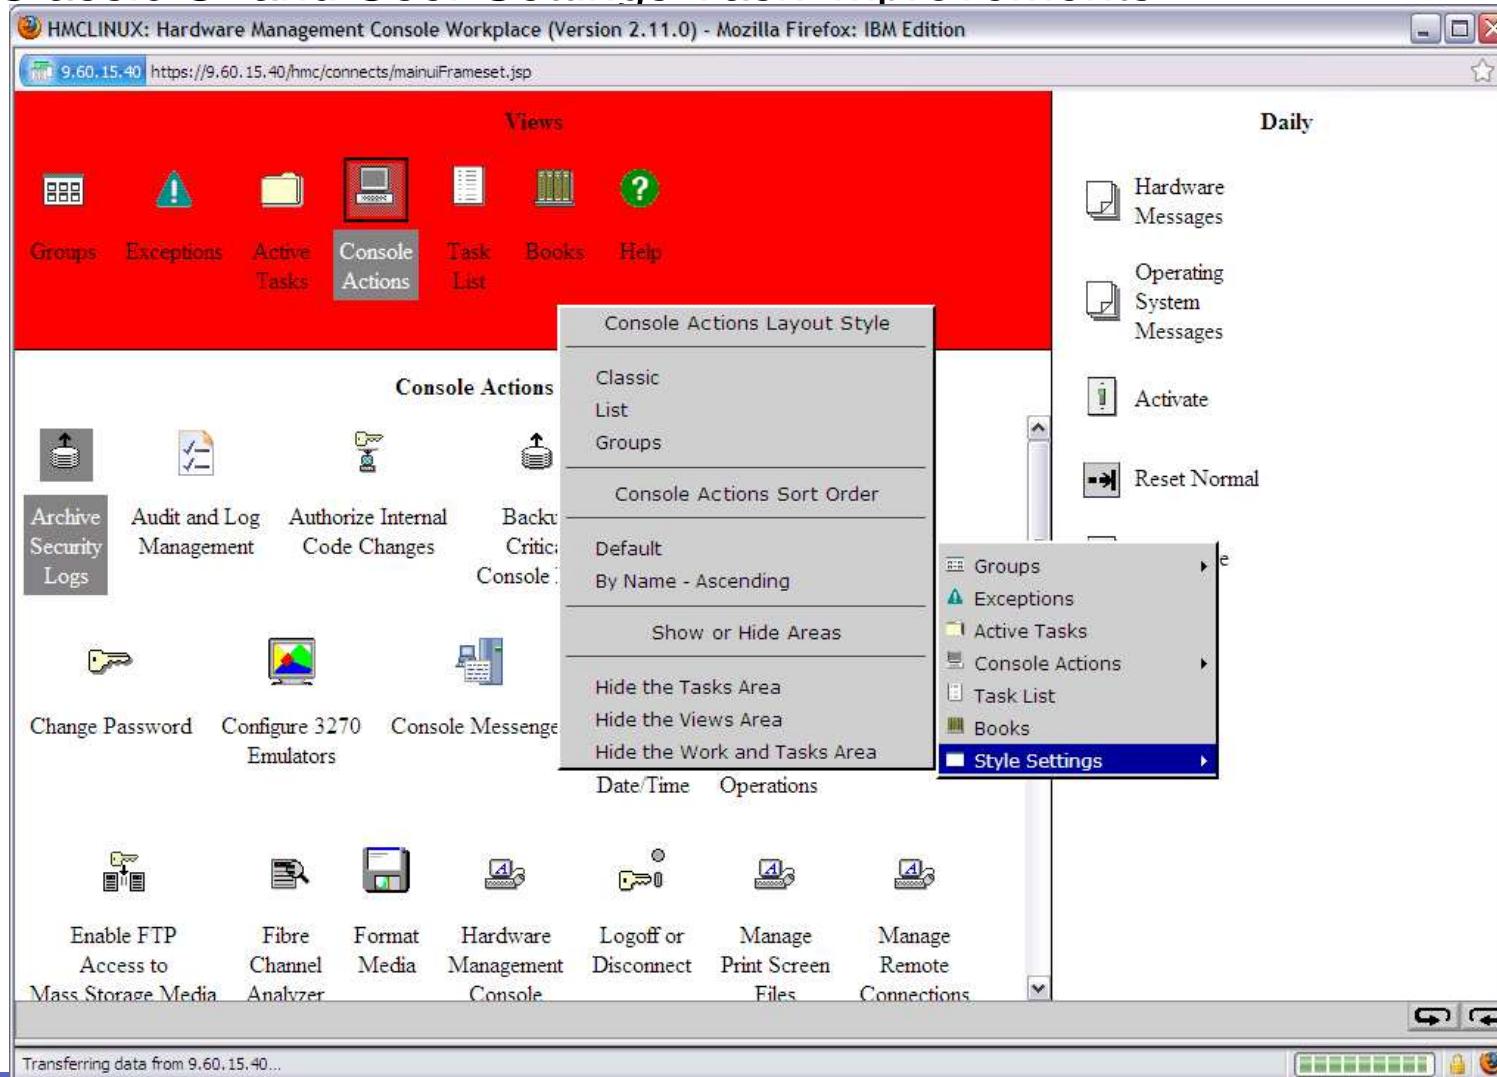 HMCLINUX: Hardware Management Console Workplace (Version 2.11.0) - Mozilla Firefox: IBM Edition
9.60.15.40 https://9.60.15.40/hmc/connects/mainuiFrameset.jsp
Views
Groups
Exceptions
Active
Tasks
Console
Actions
Task
List
Books
Help
Daily
Hardware
Messages
Operating
System
Messages
Activate
Reset Normal
Console Actions
Archive
Security
Logs
Audit and Log
Management
Authorize Internal
Code Changes
Console
Change Password
Configure 3270
Emulators
Console
Date/Time
Operations
Enable FTP
Access to
Mass Storage Media
Fibre
Channel
Analyzer
Format
Media
Hardware
Management
Console
Logoff or
Disconnect
Manage
Print Screen
Files
Manage
Remote
Connections
Console Actions Layout Style
Classic
List
Groups
Console Actions Sort Order
Default
By Name - Ascending
Show or Hide Areas
Hide the Tasks Area
Hide the Views Area
Hide the Work and Tasks Area
Groups
Exceptions
Active Tasks
Console Actions
Task List
Books
Style Settings
Transferring data from 9.60.15.40...